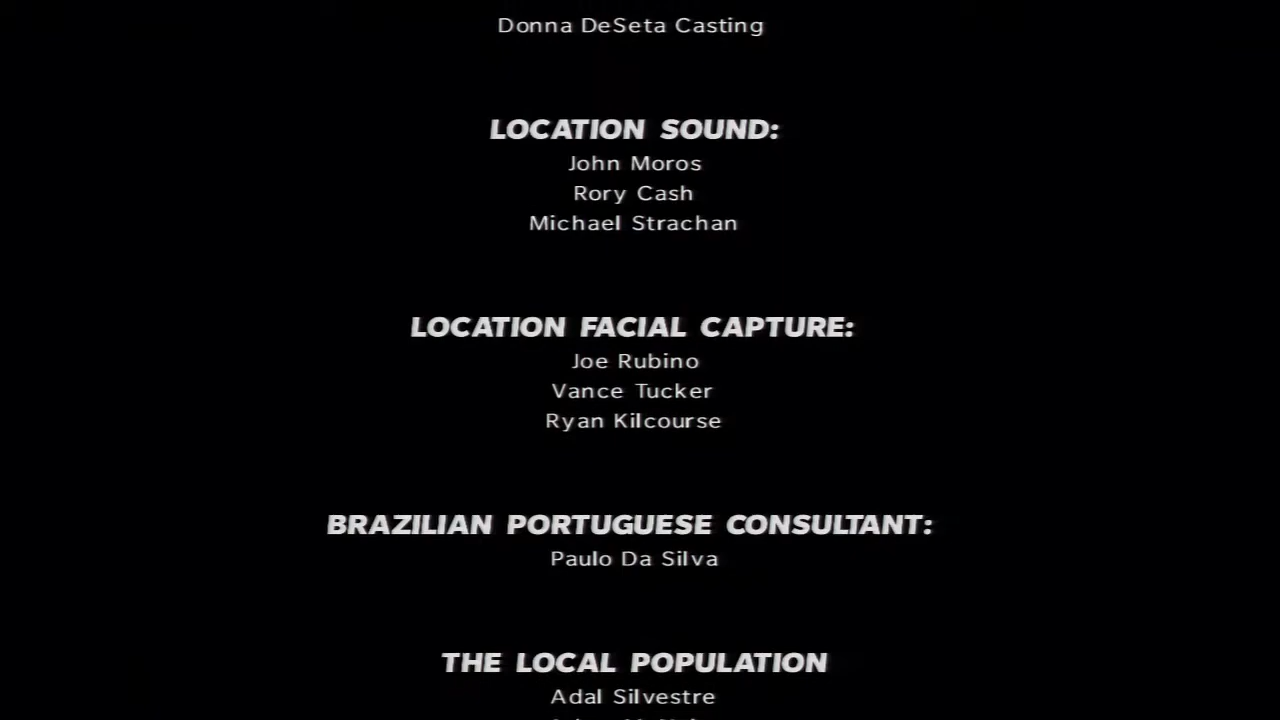 Donna DeSeta Casting
LOCATION SOUND:
John Moros
Rory Cash
Michael Strachan
LOCATION FACIAL CAPTURE:
Joe Rubino
Vance Tucker
Ryan Kilcourse
BRAZILIAN PORTUGUESE CONSULTANT:
Paulo Da Silva
THE LOCAL POPULATION
Adal Silvestre